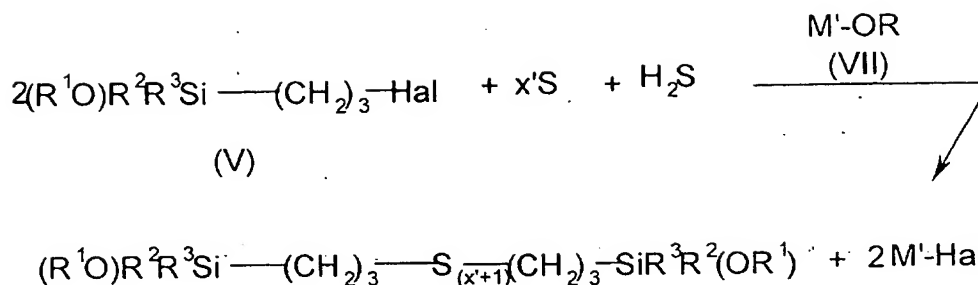 M'-OR
(VII)
2(R¹O)R²R³Si—(CH₂)₃—Hal + x'S + H₂S
(V)
(R¹O)R²R³Si—(CH₂)₃—S₍ₓ'₊₁₎(CH₂)₃—SiR³R²(OR¹) + 2M'-Ha